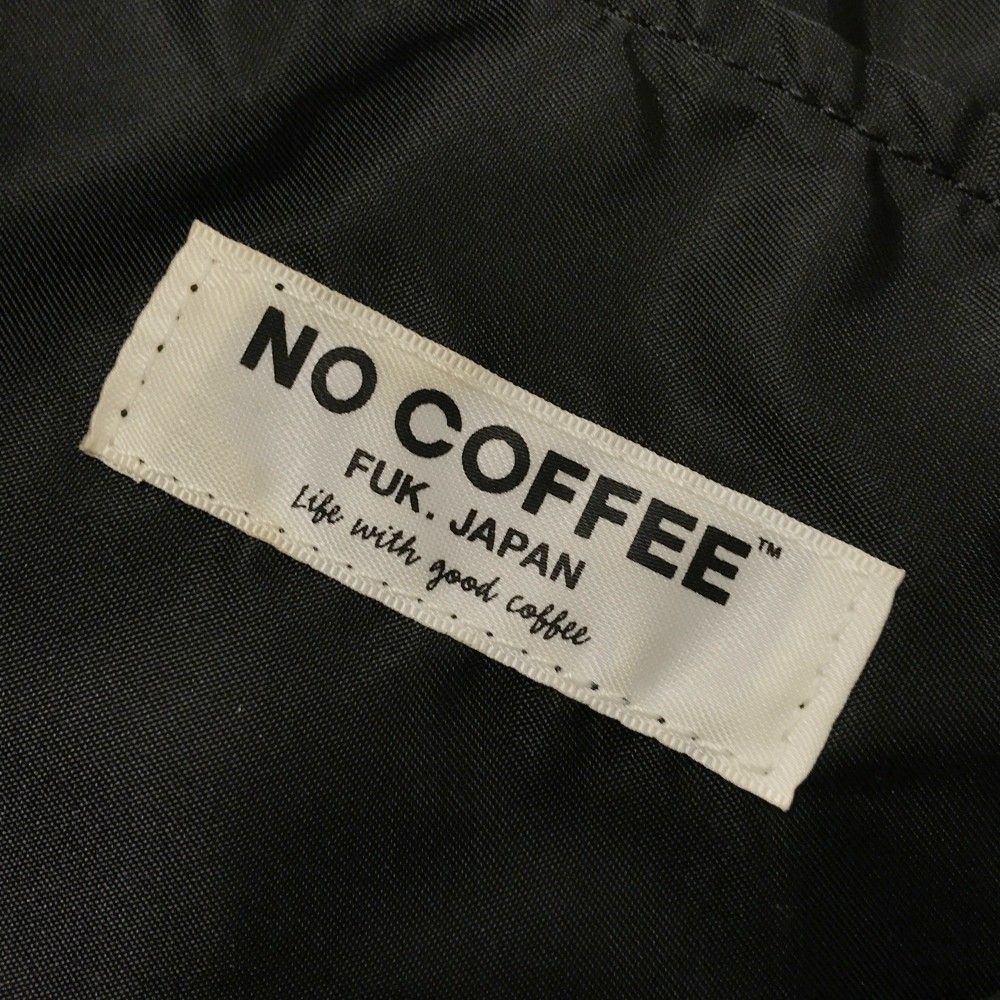 NO COFFEE™
FUK. JAPAN
Life with good coffee